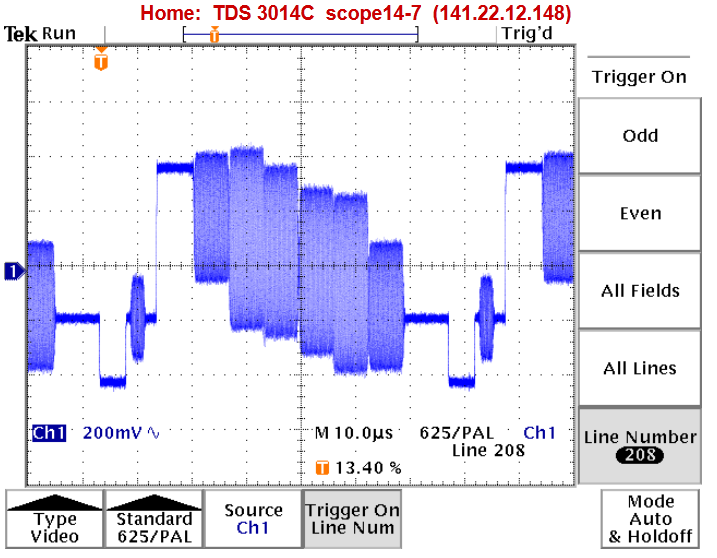 Home: TDS 3014C scope14-7 (141.22.12.148)
Tek Run
Trig'd
T
T
1
Ch1 200mV∿
M 10.0µs 625/PAL Ch1
Line 208
T 13.40 %
Trigger On
Odd
Even
All Fields
All Lines
Line Number
208
Type
Video
Standard
625/PAL
Source
Ch1
Trigger On
Line Num
Mode
Auto
& Holdoff